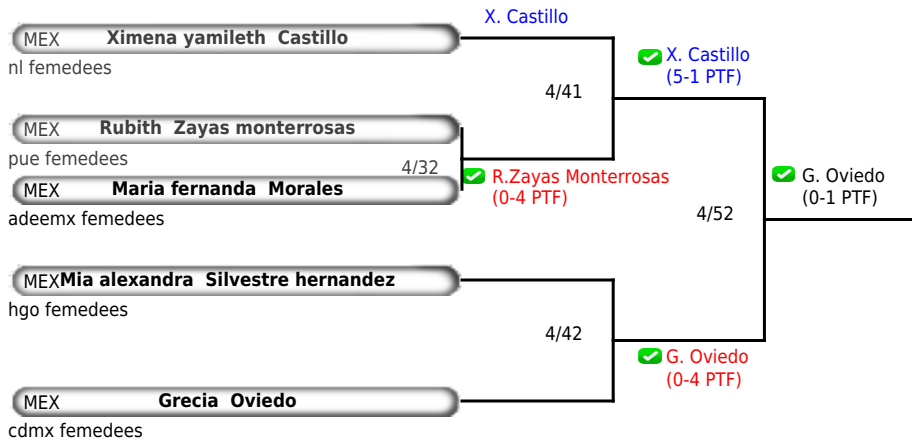 X. Castillo
MEX Ximena yamileth Castillo
nl femedees
X. Castillo
(5-1 PTF)
4/41
MEX Rubith Zayas monterrosas
pue femedees
4/32
MEX Maria fernanda Morales
adeemx femedees
R.Zayas Monterrosas
(0-4 PTF)
G. Oviedo
(0-1 PTF)
4/52
MEX Mia alexandra Silvestre hernandez
hgo femedees
4/42
G. Oviedo
(0-4 PTF)
MEX Grecia Oviedo
cdmx femedees